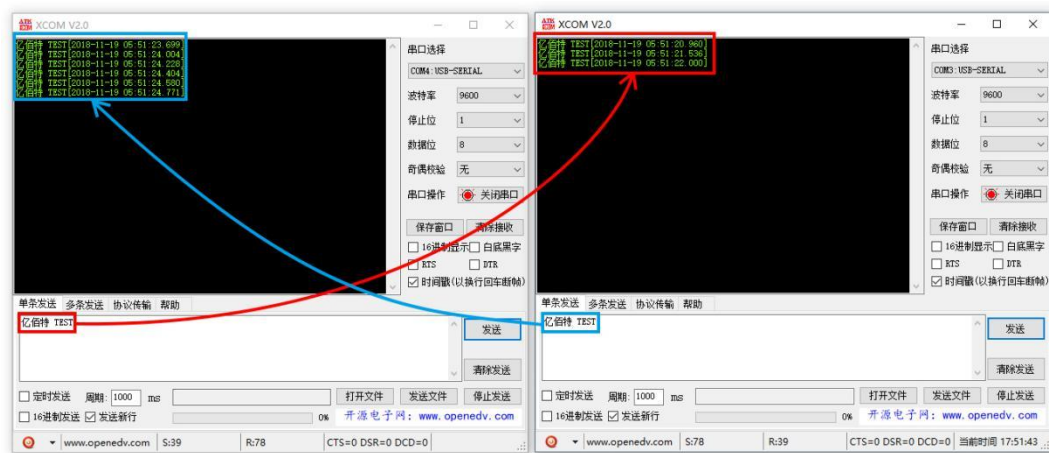 XCOM V2.0
亿佰特 TEST[2018-11-19 05:51:23.699]
亿佰特 TEST[2018-11-19 05:51:24.004]
亿佰特 TEST[2018-11-19 05:51:24.228]
亿佰特 TEST[2018-11-19 05:51:24.404]
亿佰特 TEST[2018-11-19 05:51:24.580]
亿佰特 TEST[2018-11-19 05:51:24.771]
串口选择
COM4:USB-SERIAL
波特率 9600
停止位 1
数据位 8
奇偶校验 无
串口操作 关闭串口
保存窗口 清除接收
16进制显示 白底黑字
RTS DTR
时间戳(以换行回车断帧)
单条发送 多条发送 协议传输 帮助
亿佰特 TEST
发送
清除发送
定时发送 周期: 1000 ms 打开文件 发送文件 停止发送
16进制发送 发送新行 0% 开源电子网: www.openedv.com
www.openedv.com S:39 R:78 CTS=0 DSR=0 DCD=0
XCOM V2.0
亿佰特 TEST[2018-11-19 05:51:20.960]
亿佰特 TEST[2018-11-19 05:51:21.536]
亿佰特 TEST[2018-11-19 05:51:22.000]
串口选择
COM3:USB-SERIAL
波特率 9600
停止位 1
数据位 8
奇偶校验 无
串口操作 关闭串口
保存窗口 清除接收
16进制显示 白底黑字
RTS DTR
时间戳(以换行回车断帧)
单条发送 多条发送 协议传输 帮助
亿佰特 TEST
发送
清除发送
定时发送 周期: 1000 ms 打开文件 发送文件 停止发送
16进制发送 发送新行 0% 开源电子网: www.openedv.com
www.openedv.com S:78 R:39 CTS=0 DSR=0 DCD=0 当前时间 17:51:43